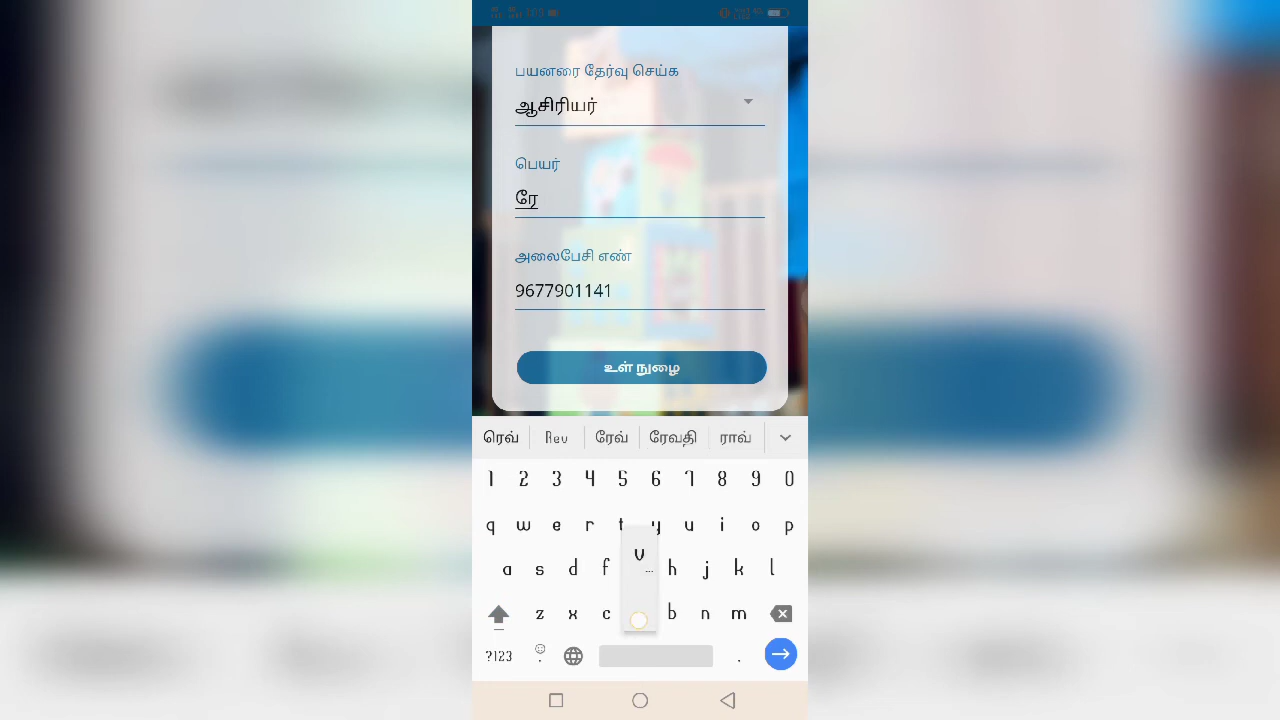 பயனரை தேர்வு செய்க
ஆசிரியர்
பெயர்
ரே
அலைபேசி எண்
9677901141
உள் நுழை
ரெவ் Rev ரேவ் ரேவதி ராவ்
1 2 3 4 5 6 7 8 9 0
q w e r t y u i o p
a s d f v h j k l
z x c b n m
?123 .